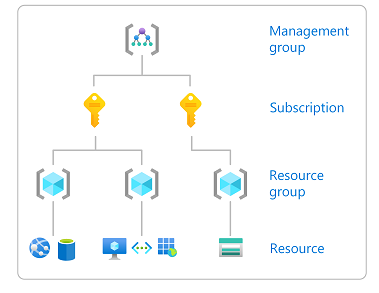 Management
group
Subscription
Resource
group
Resource